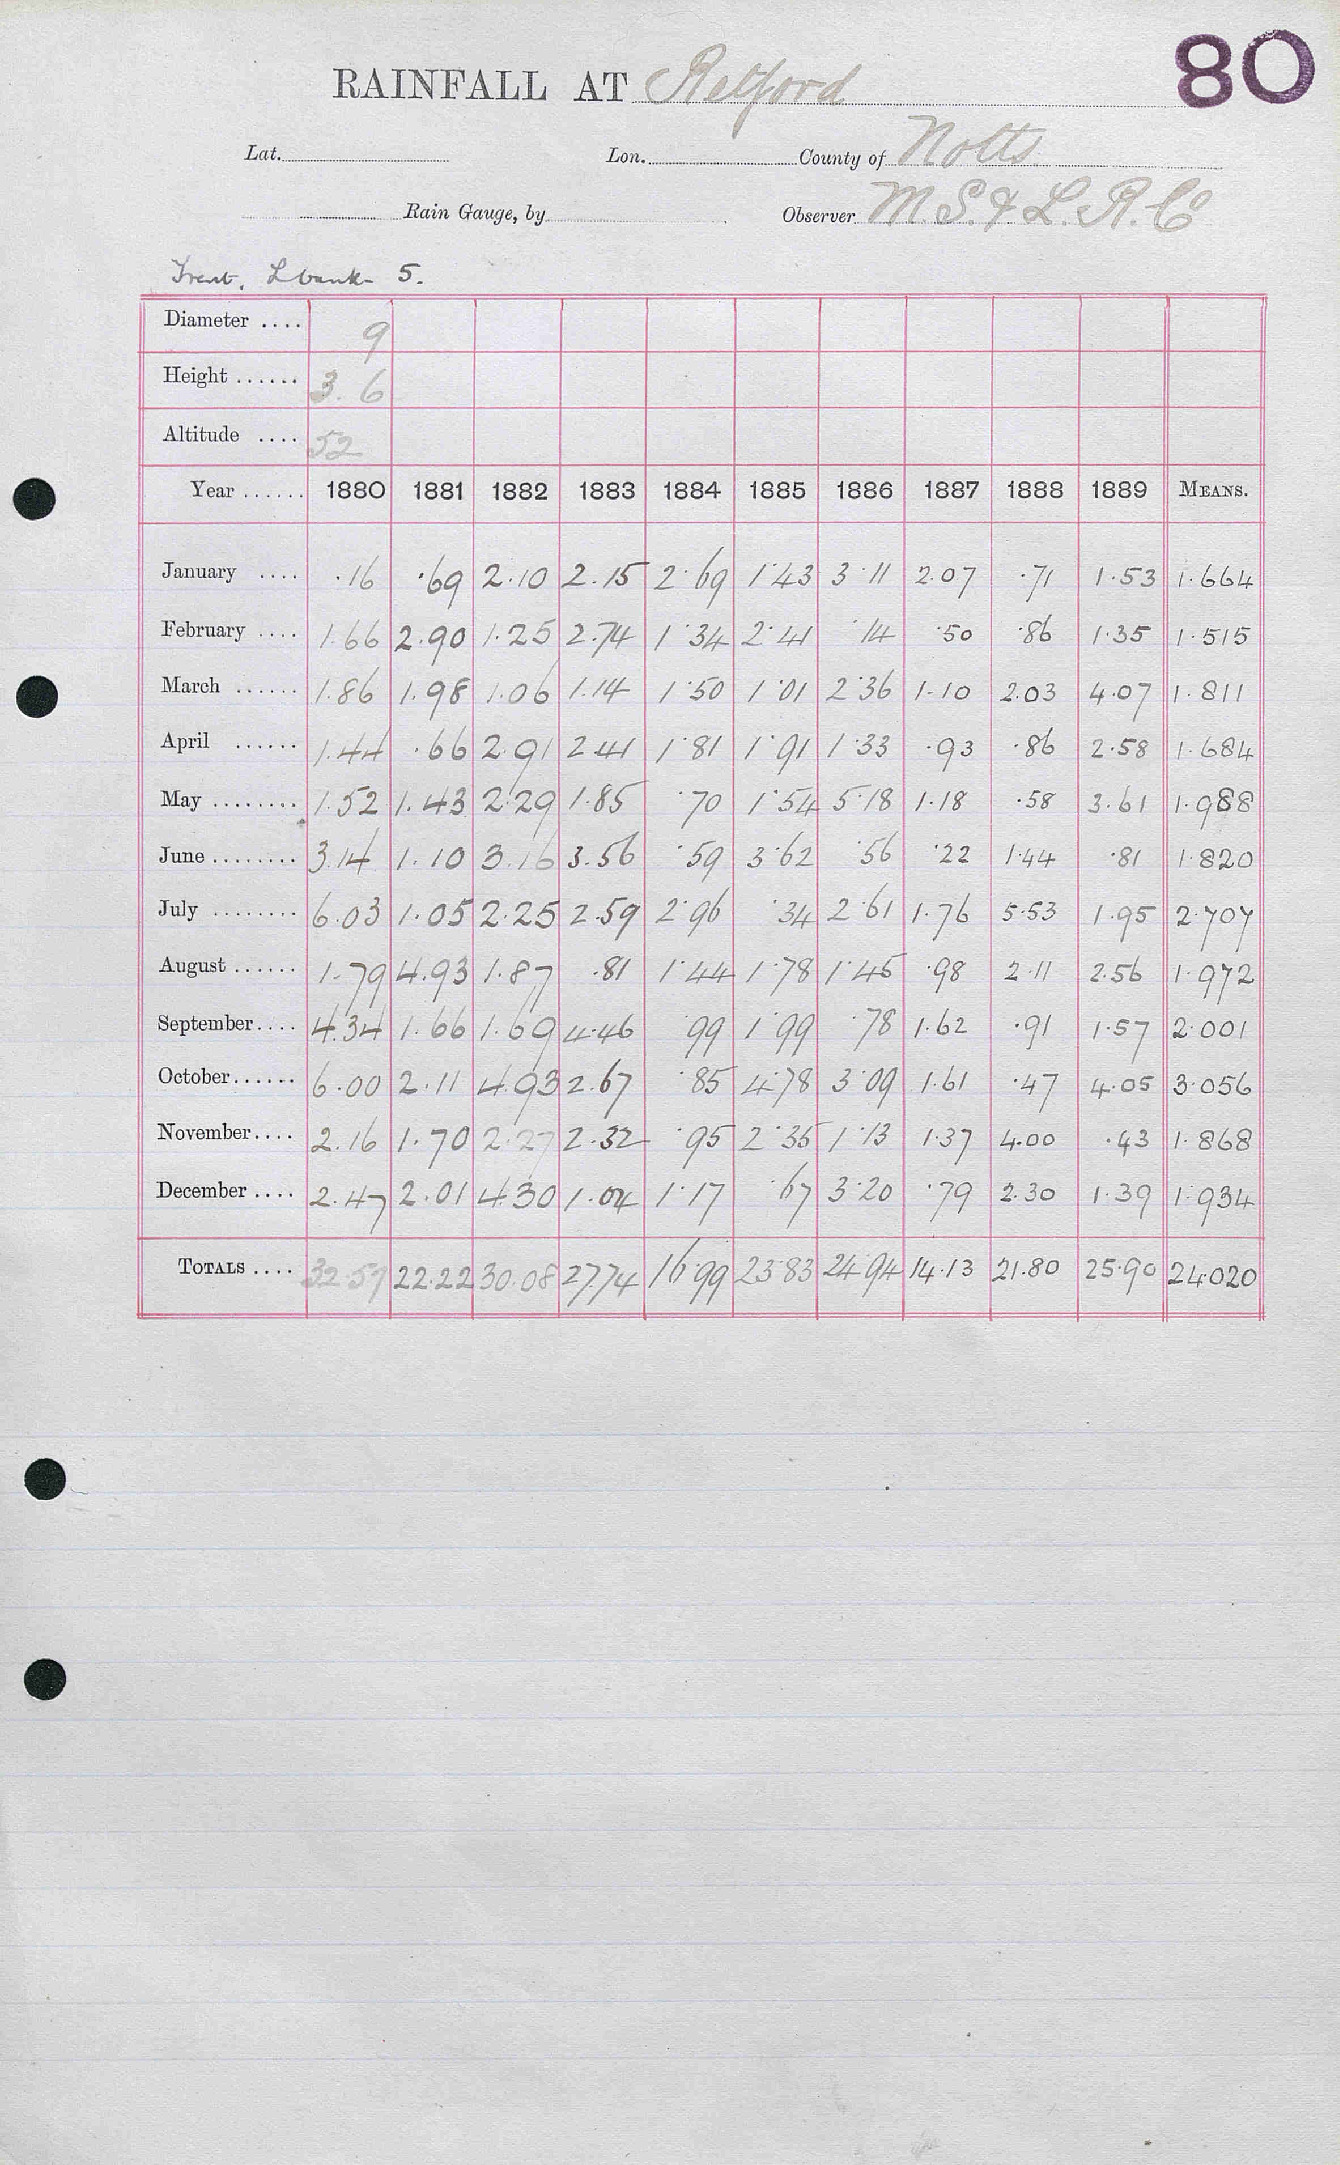 80
RAINFALL AT Retford
Lat. Lon. County of Notts
Rain Gauge, by Observer M. S. & L. R. Co
Trent, L bank 5.
Diameter .... 9
Height ...... 3. 6
Altitude .... 52
Year ...... 1880 1881 1882 1883 1884 1885 1886 1887 1888 1889 MEANS.
January .... .16 .69 2.10 2.15 2.69 1.43 3.11 2.07 .71 1.53 1.664
February .... 1.66 2.90 1.25 2.74 1.34 2.41 .14 .50 .86 1.35 1.515
March ...... 1.86 1.98 1.06 1.14 1.50 1.01 2.36 1.10 2.03 4.07 1.811
April ...... 1.44 .66 2.91 2.41 1.81 1.91 1.33 .93 .86 2.58 1.684
May ........ 1.52 1.43 2.29 1.85 .70 1.54 5.18 1.18 .58 3.61 1.988
June ........ 3.14 1.10 3.16 3.56 .59 3.62 .56 .22 1.44 .81 1.820
July ........ 6.03 1.05 2.25 2.59 2.96 .34 2.61 1.76 5.53 1.95 2.707
August ...... 1.79 4.93 1.87 .81 1.44 1.78 1.45 .98 2.11 2.56 1.972
September .... 4.34 1.66 1.69 4.46 .99 1.99 .78 1.62 .91 1.57 2.001
October ...... 6.00 2.11 4.93 2.67 .85 4.78 3.09 1.61 .47 4.05 3.056
November .... 2.16 1.70 2.27 2.32 .95 2.35 1.13 1.37 4.00 .43 1.868
December .... 2.47 2.01 4.30 1.04 1.17 .67 3.20 .79 2.30 1.39 1.934
TOTALS .... 32.57 22.22 30.08 27.74 16.99 23.83 24.94 14.13 21.80 25.90 24.020